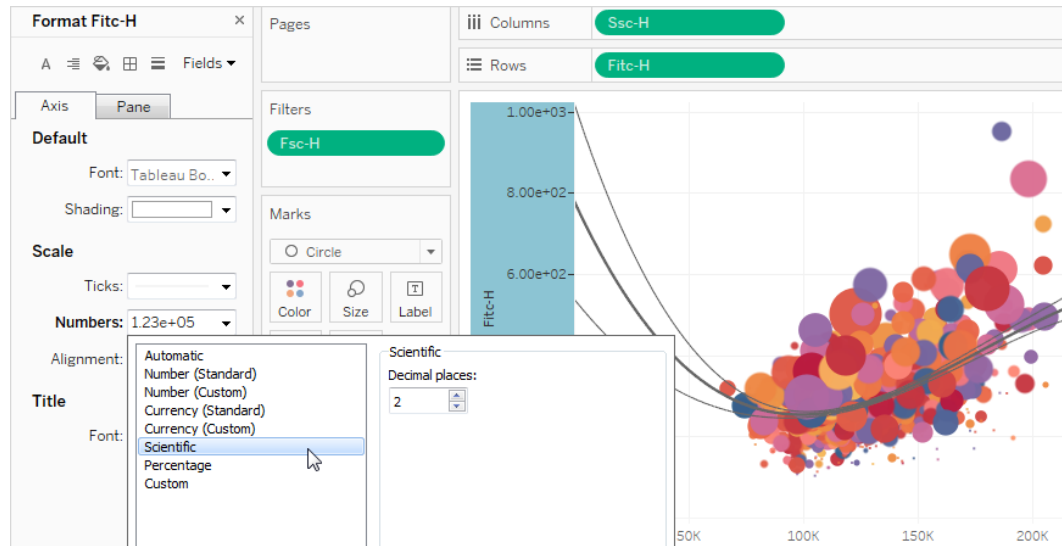 Format Fitc-H
A
Fields
Axis
Pane
Default
Font:
Tableau Bo..
Shading:
Scale
Ticks:
Numbers:
1.23e+05
Alignment:
Title
Font:
Automatic
Number (Standard)
Number (Custom)
Currency (Standard)
Currency (Custom)
Scientific
Percentage
Custom
Scientific
Decimal places:
2
Pages
Filters
Fsc-H
Marks
Circle
Color
Size
T
Label
Columns
Ssc-H
Rows
Fitc-H
1.00e+03
8.00e+02
6.00e+02
Fitc-H
50K
100K
150K
200K